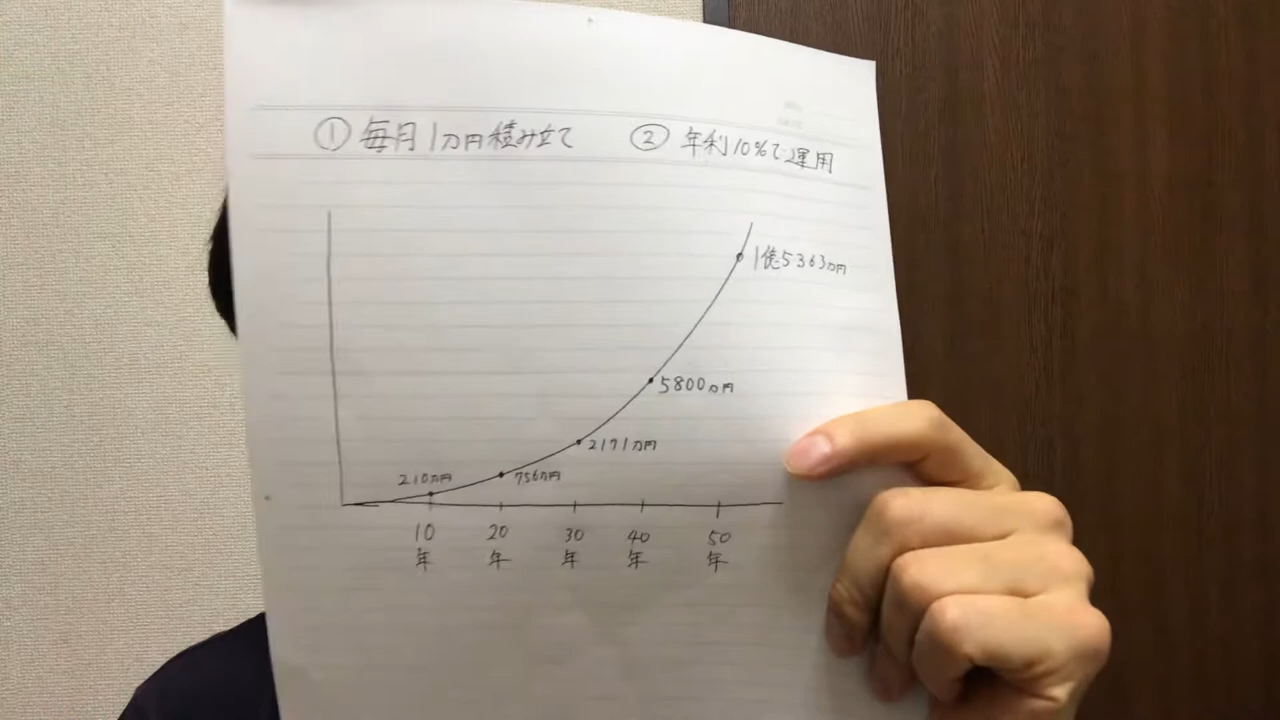 ① 毎月1万円積み立て ② 年利10%で運用
1億5363万円
5800万円
2171万円
756万円
210万円
10年 20年 30年 40年 50年